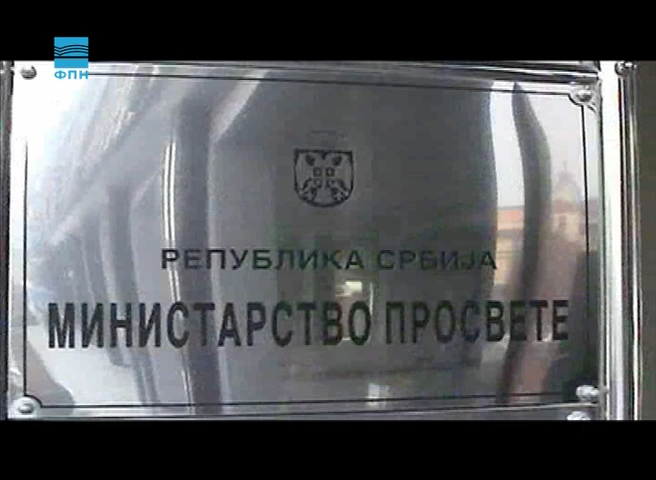 ФПН
РЕПУБЛИКА СРБИЈА
МИНИСТАРСТВО ПРОСВЕТЕ